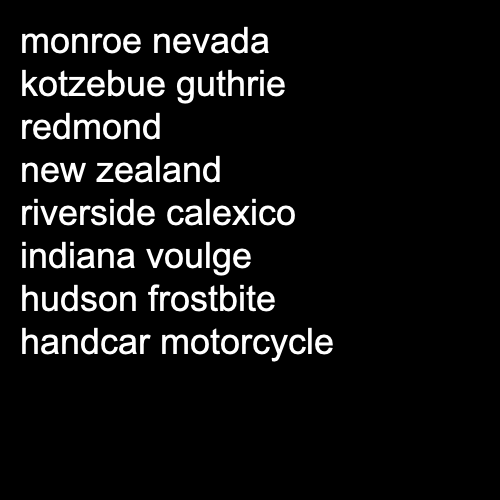 monroe nevada
kotzebue guthrie
redmond
new zealand
riverside calexico
indiana voulge
hudson frostbite
handcar motorcycle